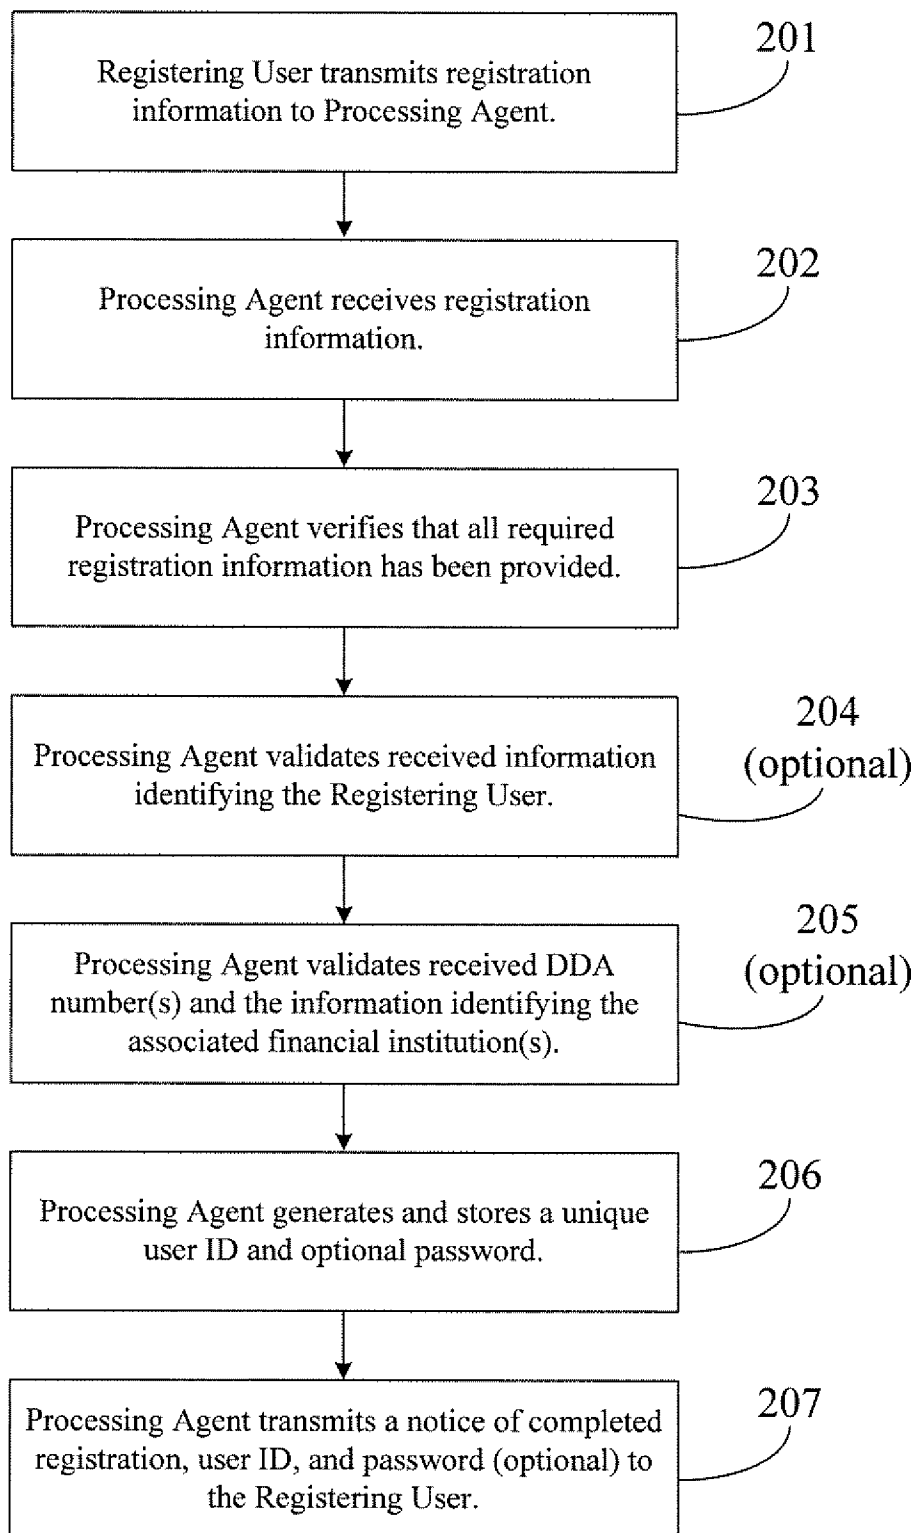 201
Registering User transmits registration
information to Processing Agent.
202
Processing Agent receives registration
information.
203
Processing Agent verifies that all required
registration information has been provided.
204
(optional)
Processing Agent validates received information
identifying the Registering User.
205
(optional)
Processing Agent validates received DDA
number(s) and the information identifying the
associated financial institution(s).
206
Processing Agent generates and stores a unique
user ID and optional password.
207
Processing Agent transmits a notice of completed
registration, user ID, and password (optional) to
the Registering User.